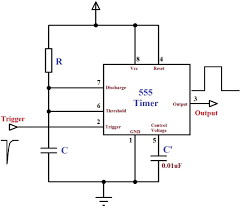 8
4
R
Vcc
Reset
3
7
Discharge
555
Timer
Output
Output
6
Threshold
Trigger
2
Trigger
Control
Voltage
GND
1
5
C
C'
0.01uF